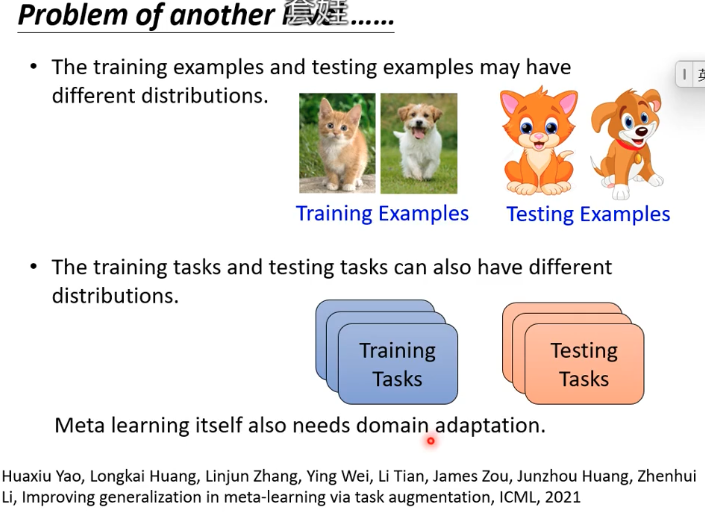 Problem of another 套娃……
• The training examples and testing examples may have
different distributions.
Training Examples
Testing Examples
• The training tasks and testing tasks can also have different
distributions.
Training
Tasks
Testing
Tasks
Meta learning itself also needs domain adaptation.
Huaxiu Yao, Longkai Huang, Linjun Zhang, Ying Wei, Li Tian, James Zou, Junzhou Huang, Zhenhui
Li, Improving generalization in meta-learning via task augmentation, ICML, 2021
英